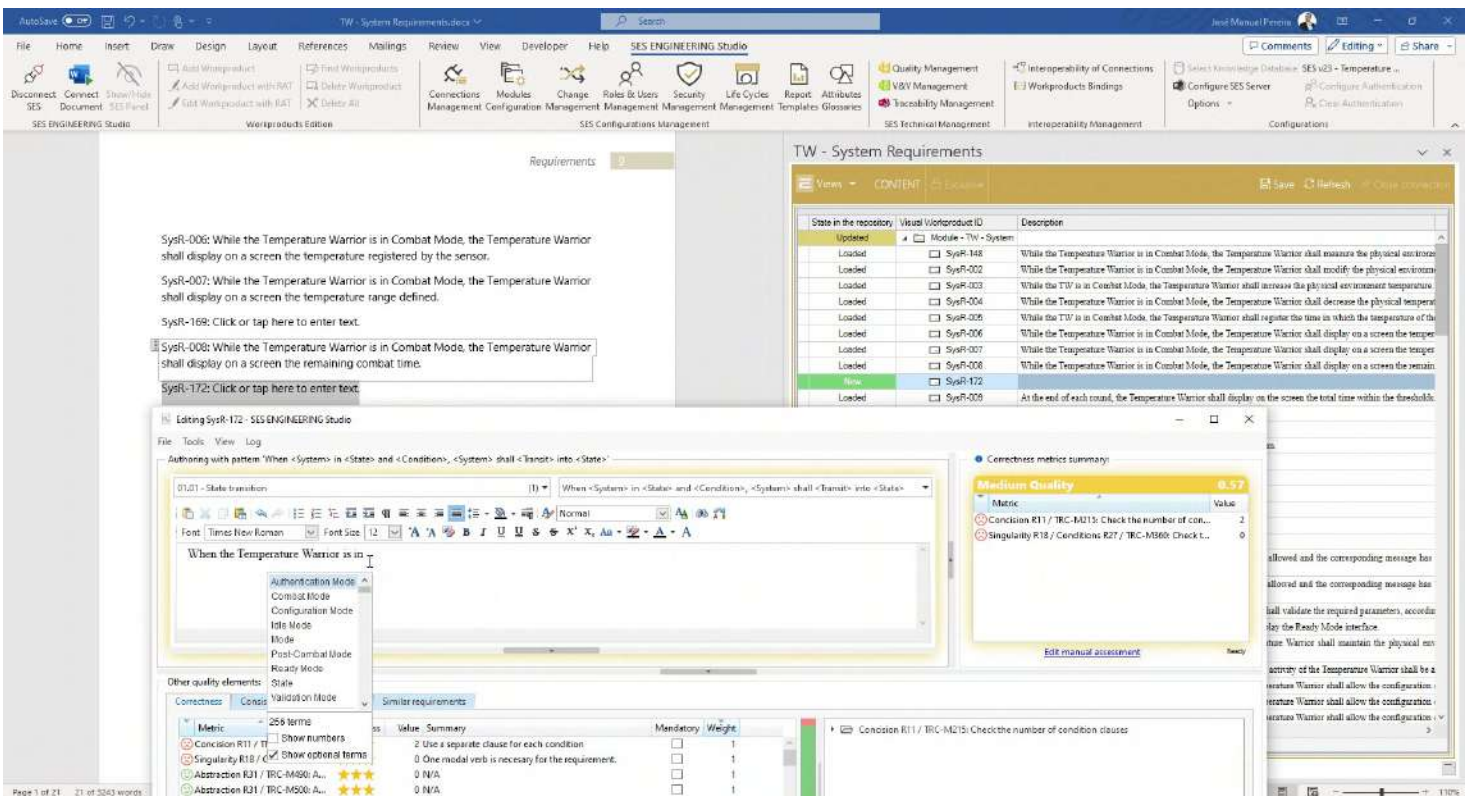 AutoSave Off
TW - System Requirements.docx
Search
José Manuel Pereira
File Home Insert Draw Design Layout References Mailings Review View Developer Help SES ENGINEERING Studio
Comments Editing Share
Disconnect SES
Connect Document
Show/Hide SES Panel
SES ENGINEERING Studio
Add Workproduct
Add Workproduct with RAT
Edit Workproduct with RAT
Find Workproducts
Delete Workproduct
Delete All
Workproducts Edition
Connections Management
Modules Configuration
Change Management
Roles & Users Management
Security Management
Life Cycles Management
Report Templates
Attributes Glossaries
SES Configurations Management
Quality Management
V&V Management
Traceability Management
SES Technical Management
Interoperability of Connections
Workproducts Bindings
Interoperability Management
Select Knowledge Database SES v23 - Temperature ...
Configure SES Server
Configure Authentication
Options
Clear Authentication
Configurations
Requirements
SysR-006: While the Temperature Warrior is in Combat Mode, the Temperature Warrior
shall display on a screen the temperature registered by the sensor.
SysR-007: While the Temperature Warrior is in Combat Mode, the Temperature Warrior
shall display on a screen the temperature range defined.
SysR-169: Click or tap here to enter text.
SysR-008: While the Temperature Warrior is in Combat Mode, the Temperature Warrior
shall display on a screen the remaining combat time.
SysR-172: Click or tap here to enter text.
TW - System Requirements
Views CONTENT
Save Refresh Close connection
State in the repository Visual Workproduct ID Description
Updated Module - TW - System
Loaded SysR-148 While the Temperature Warrior is in Combat Mode, the Temperature Warrior shall measure the physical environ
Loaded SysR-002 While the Temperature Warrior is in Combat Mode, the Temperature Warrior shall modify the physical environm
Loaded SysR-003 While the TW is in Combat Mode, the Temperature Warrior shall increase the physical environment temperature
Loaded SysR-004 While the Temperature Warrior is in Combat Mode, the Temperature Warrior shall decrease the physical temperat
Loaded SysR-005 While the TW is in Combat Mode, the Temperature Warrior shall register the time in which the temperature of the
Loaded SysR-006 While the Temperature Warrior is in Combat Mode, the Temperature Warrior shall display on a screen the temper
Loaded SysR-007 While the Temperature Warrior is in Combat Mode, the Temperature Warrior shall display on a screen the temper
Loaded SysR-008 While the Temperature Warrior is in Combat Mode, the Temperature Warrior shall display on a screen the remain
New SysR-172
Loaded SysR-009 At the end of each round, the Temperature Warrior shall display on the screen the total time within the thresholds
allowed and the corresponding message has
allowed and the corresponding message has
hall validate the required parameters, accordin
play the Ready Mode interface.
ture Warrior shall maintain the physical env
activity of the Temperature Warrior shall be a
erature Warrior shall allow the configuration
erature Warrior shall allow the configuration
erature Warrior shall allow the configuration
Editing SysR-172 - SES ENGINEERING Studio
File Tools View Log
Authoring with pattern 'When <System> in <State> and <Condition>, <System> shall <Transit> into <State>'
01.01 - State transition (1)
When <System> in <State> and <Condition>, <System> shall <Transit> into <State>
Normal
Font Times New Roman Font Size 12
When the Temperature Warrior is in
Authentication Mode
Combat Mode
Configuration Mode
Idle Mode
Mode
Post-Combat Mode
Ready Mode
State
Validation Mode
256 terms
Show numbers
Show optional terms
Correctness metrics summary:
Medium Quality 0.57
Metric Value
Concision R11 / TRC-M215: Check the number of con... 2
Singularity R18 / Conditions R27 / TRC-M360: Check t... 0
Edit manual assessment
Ready
Other quality elements:
Correctness Consis Similar requirements
Metric Value Summary Mandatory Weight
Concision R11 / TR 2 Use a separate clause for each condition 1
Singularity R18 / C 0 One modal verb is necesary for the requirement. 1
Abstraction R31 / TRC-M490: A... 0 N/A 1
Abstraction R31 / TRC-M500: A... 0 N/A 1
Concision R11 / TRC-M215: Check the number of condition clauses
Page 1 of 21 21 of 5243 words
110%